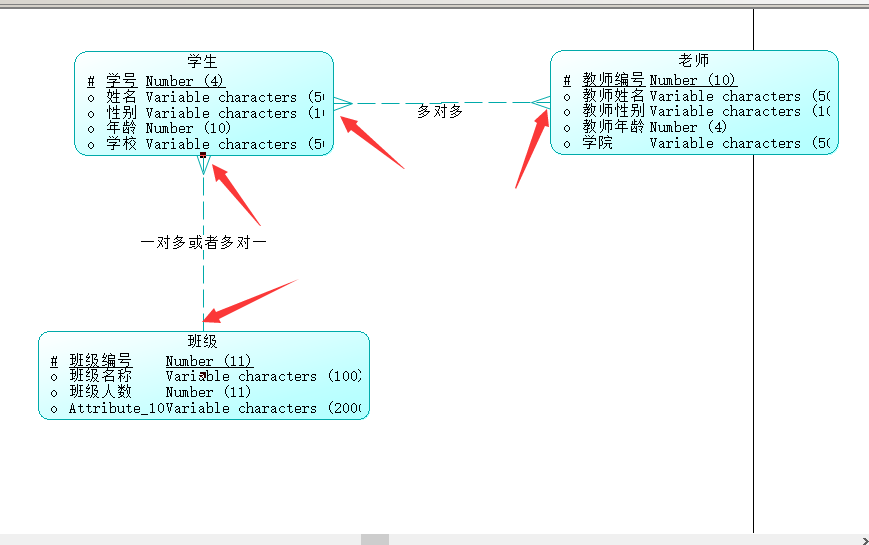 学生
# 学号 Number (4)
o 姓名 Variable characters (50
o 性别 Variable characters (10
o 年龄 Number (10)
o 学校 Variable characters (50
老师
# 教师编号 Number (10)
o 教师姓名 Variable characters (50
o 教师性别 Variable characters (10
o 教师年龄 Number (4)
o 学院 Variable characters (50
多对多
一对多或者多对一
班级
# 班级编号 Number (11)
o 班级名称 Variable characters (100)
o 班级人数 Number (11)
o Attribute_10 Variable characters (200